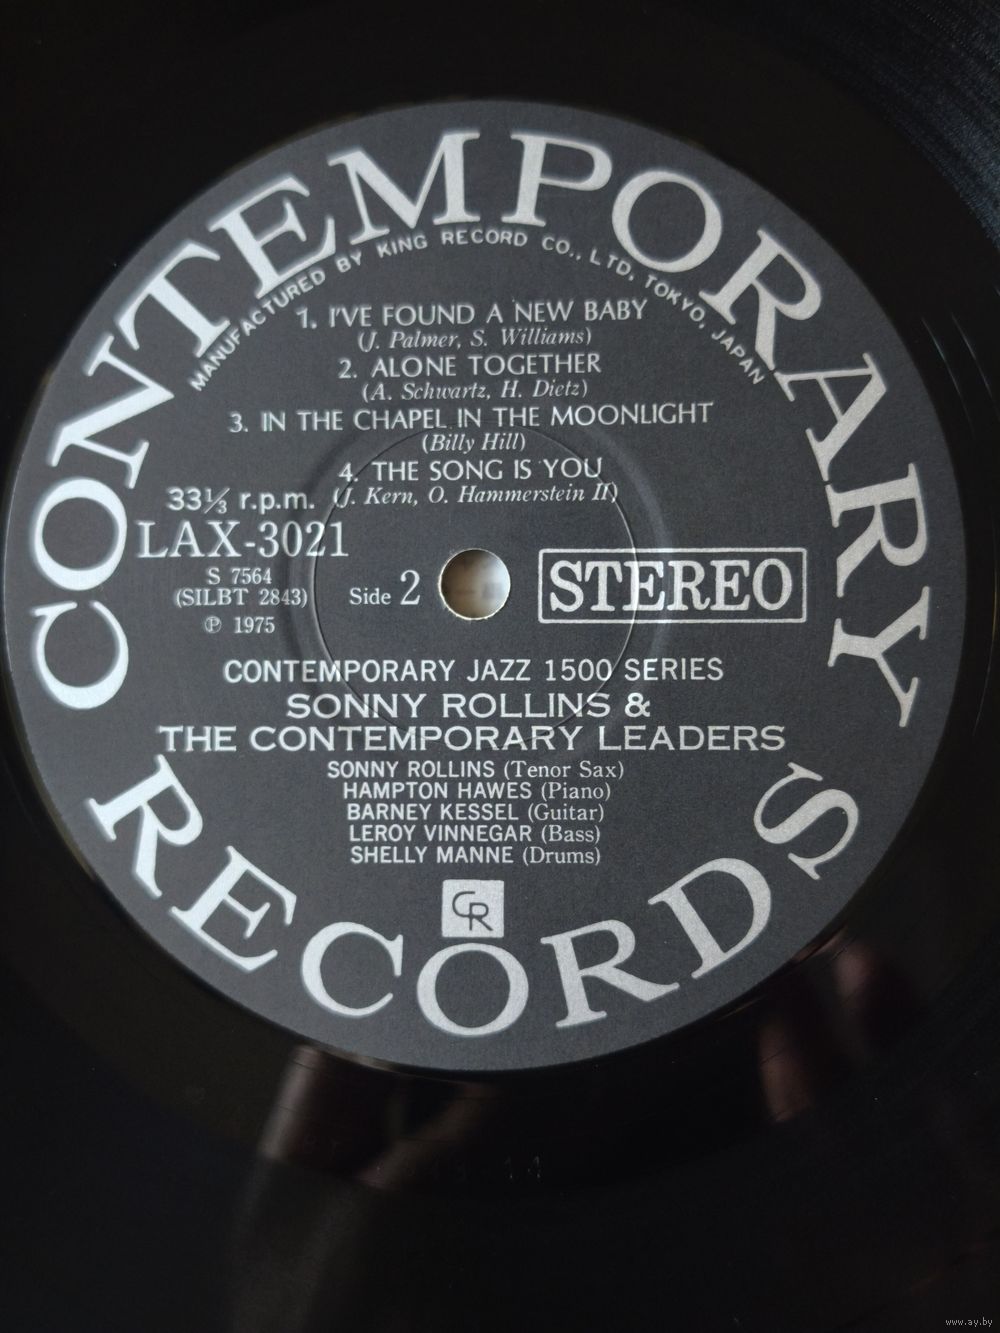 CONTEMPORARY
MANUFACTURED BY KING RECORD CO., LTD. TOKYO, JAPAN
1. I'VE FOUND A NEW BABY
(J. Palmer, S. Williams)
2. ALONE TOGETHER
(A. Schwartz, H. Dietz)
3. IN THE CHAPEL IN THE MOONLIGHT
(Billy Hill)
4. THE SONG IS YOU
33⅓ r.p.m. (J. Kern, O. Hammerstein II)
LAX-3021
S 7564
(SILBT 2843)
℗ 1975
Side 2
STEREO
CONTEMPORARY JAZZ 1500 SERIES
SONNY ROLLINS &
THE CONTEMPORARY LEADERS
SONNY ROLLINS (Tenor Sax)
HAMPTON HAWES (Piano)
BARNEY KESSEL (Guitar)
LEROY VINNEGAR (Bass)
SHELLY MANNE (Drums)
CR
RECORDS
www.ay.by